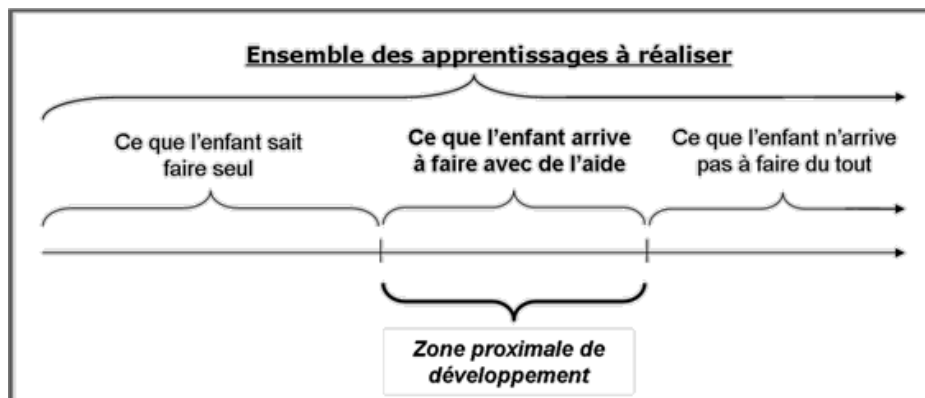 Ensemble des apprentissages à réaliser
Ce que l'enfant sait
faire seul
Ce que l'enfant arrive
à faire avec de l'aide
Ce que l'enfant n'arrive
pas à faire du tout
Zone proximale de
développement